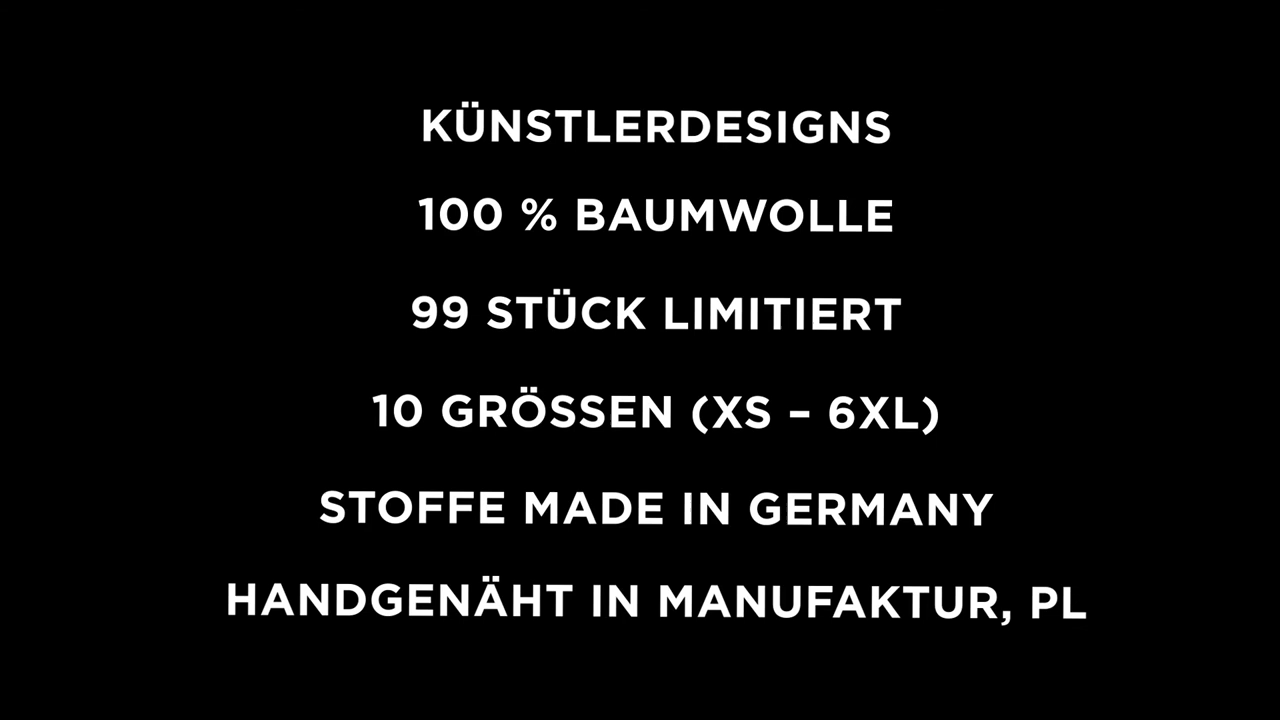 KÜNSTLERDESIGNS
100 % BAUMWOLLE
99 STÜCK LIMITIERT
10 GRÖSSEN (XS – 6XL)
STOFFE MADE IN GERMANY
HANDGENÄHT IN MANUFAKTUR, PL